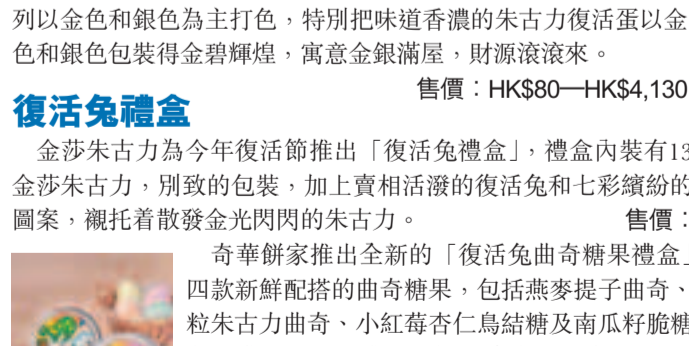 列以金色和銀色為主打色，特別把味道香濃的朱古力復活蛋以金
色和銀色包裝得金碧輝煌，寓意金銀滿屋，財源滾滾來。
售價：HK$80—HK$4,130
復活兔禮盒
金莎朱古力為今年復活節推出「復活兔禮盒」，禮盒內裝有13
金莎朱古力，別致的包裝，加上賣相活潑的復活兔和七彩繽紛的
圖案，襯托着散發金光閃閃的朱古力。 售價：
奇華餅家推出全新的「復活兔曲奇糖果禮盒」
四款新鮮配搭的曲奇糖果，包括燕麥提子曲奇、
粒朱古力曲奇、小紅莓杏仁鳥結糖及南瓜籽脆糖